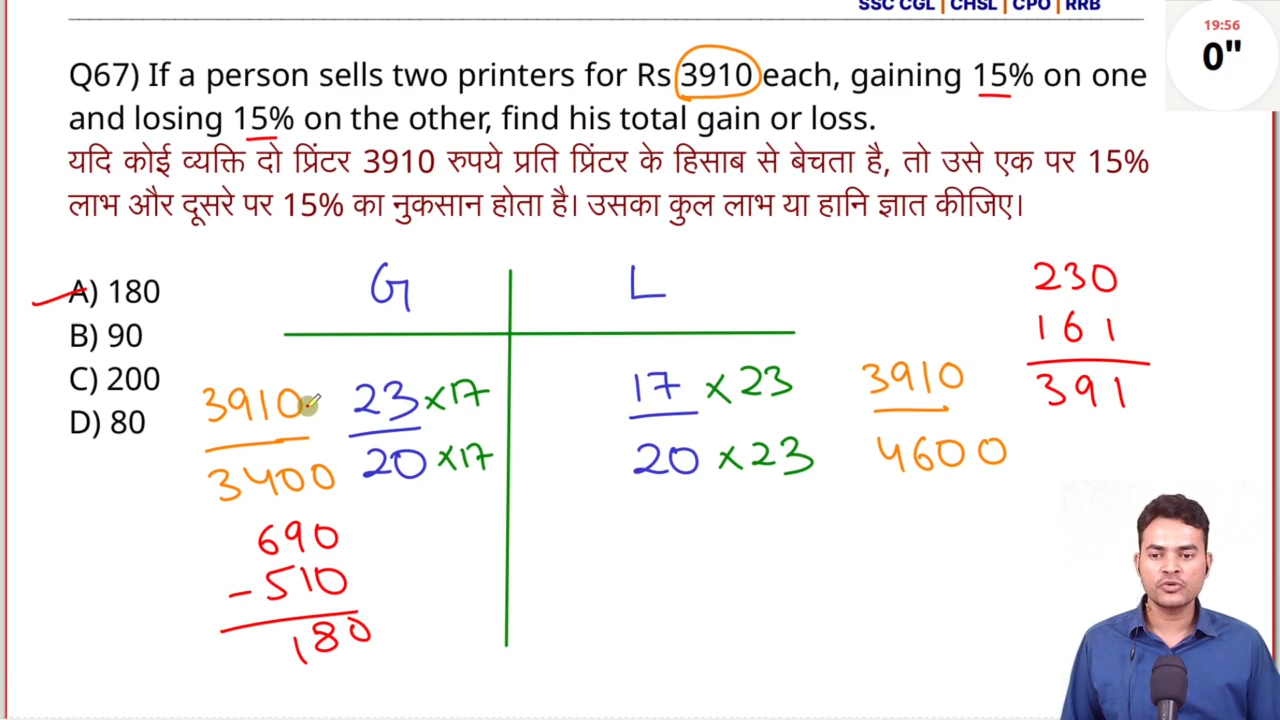 SSC CGL | CHSL | CPO | RRB
19:56
0"
Q67) If a person sells two printers for Rs 3910 each, gaining 15% on one
and losing 15% on the other, find his total gain or loss.
यदि कोई व्यक्ति दो प्रिंटर 3910 रुपये प्रति प्रिंटर के हिसाब से बेचता है, तो उसे एक पर 15%
लाभ और दूसरे पर 15% का नुकसान होता है। उसका कुल लाभ या हानि ज्ञात कीजिए।
A) 180
B) 90
C) 200
D) 80
G L
3910 23 ×17 17 × 23 3910
3400 20 ×17 20 × 23 4600
690
- 510
180
230
161
391